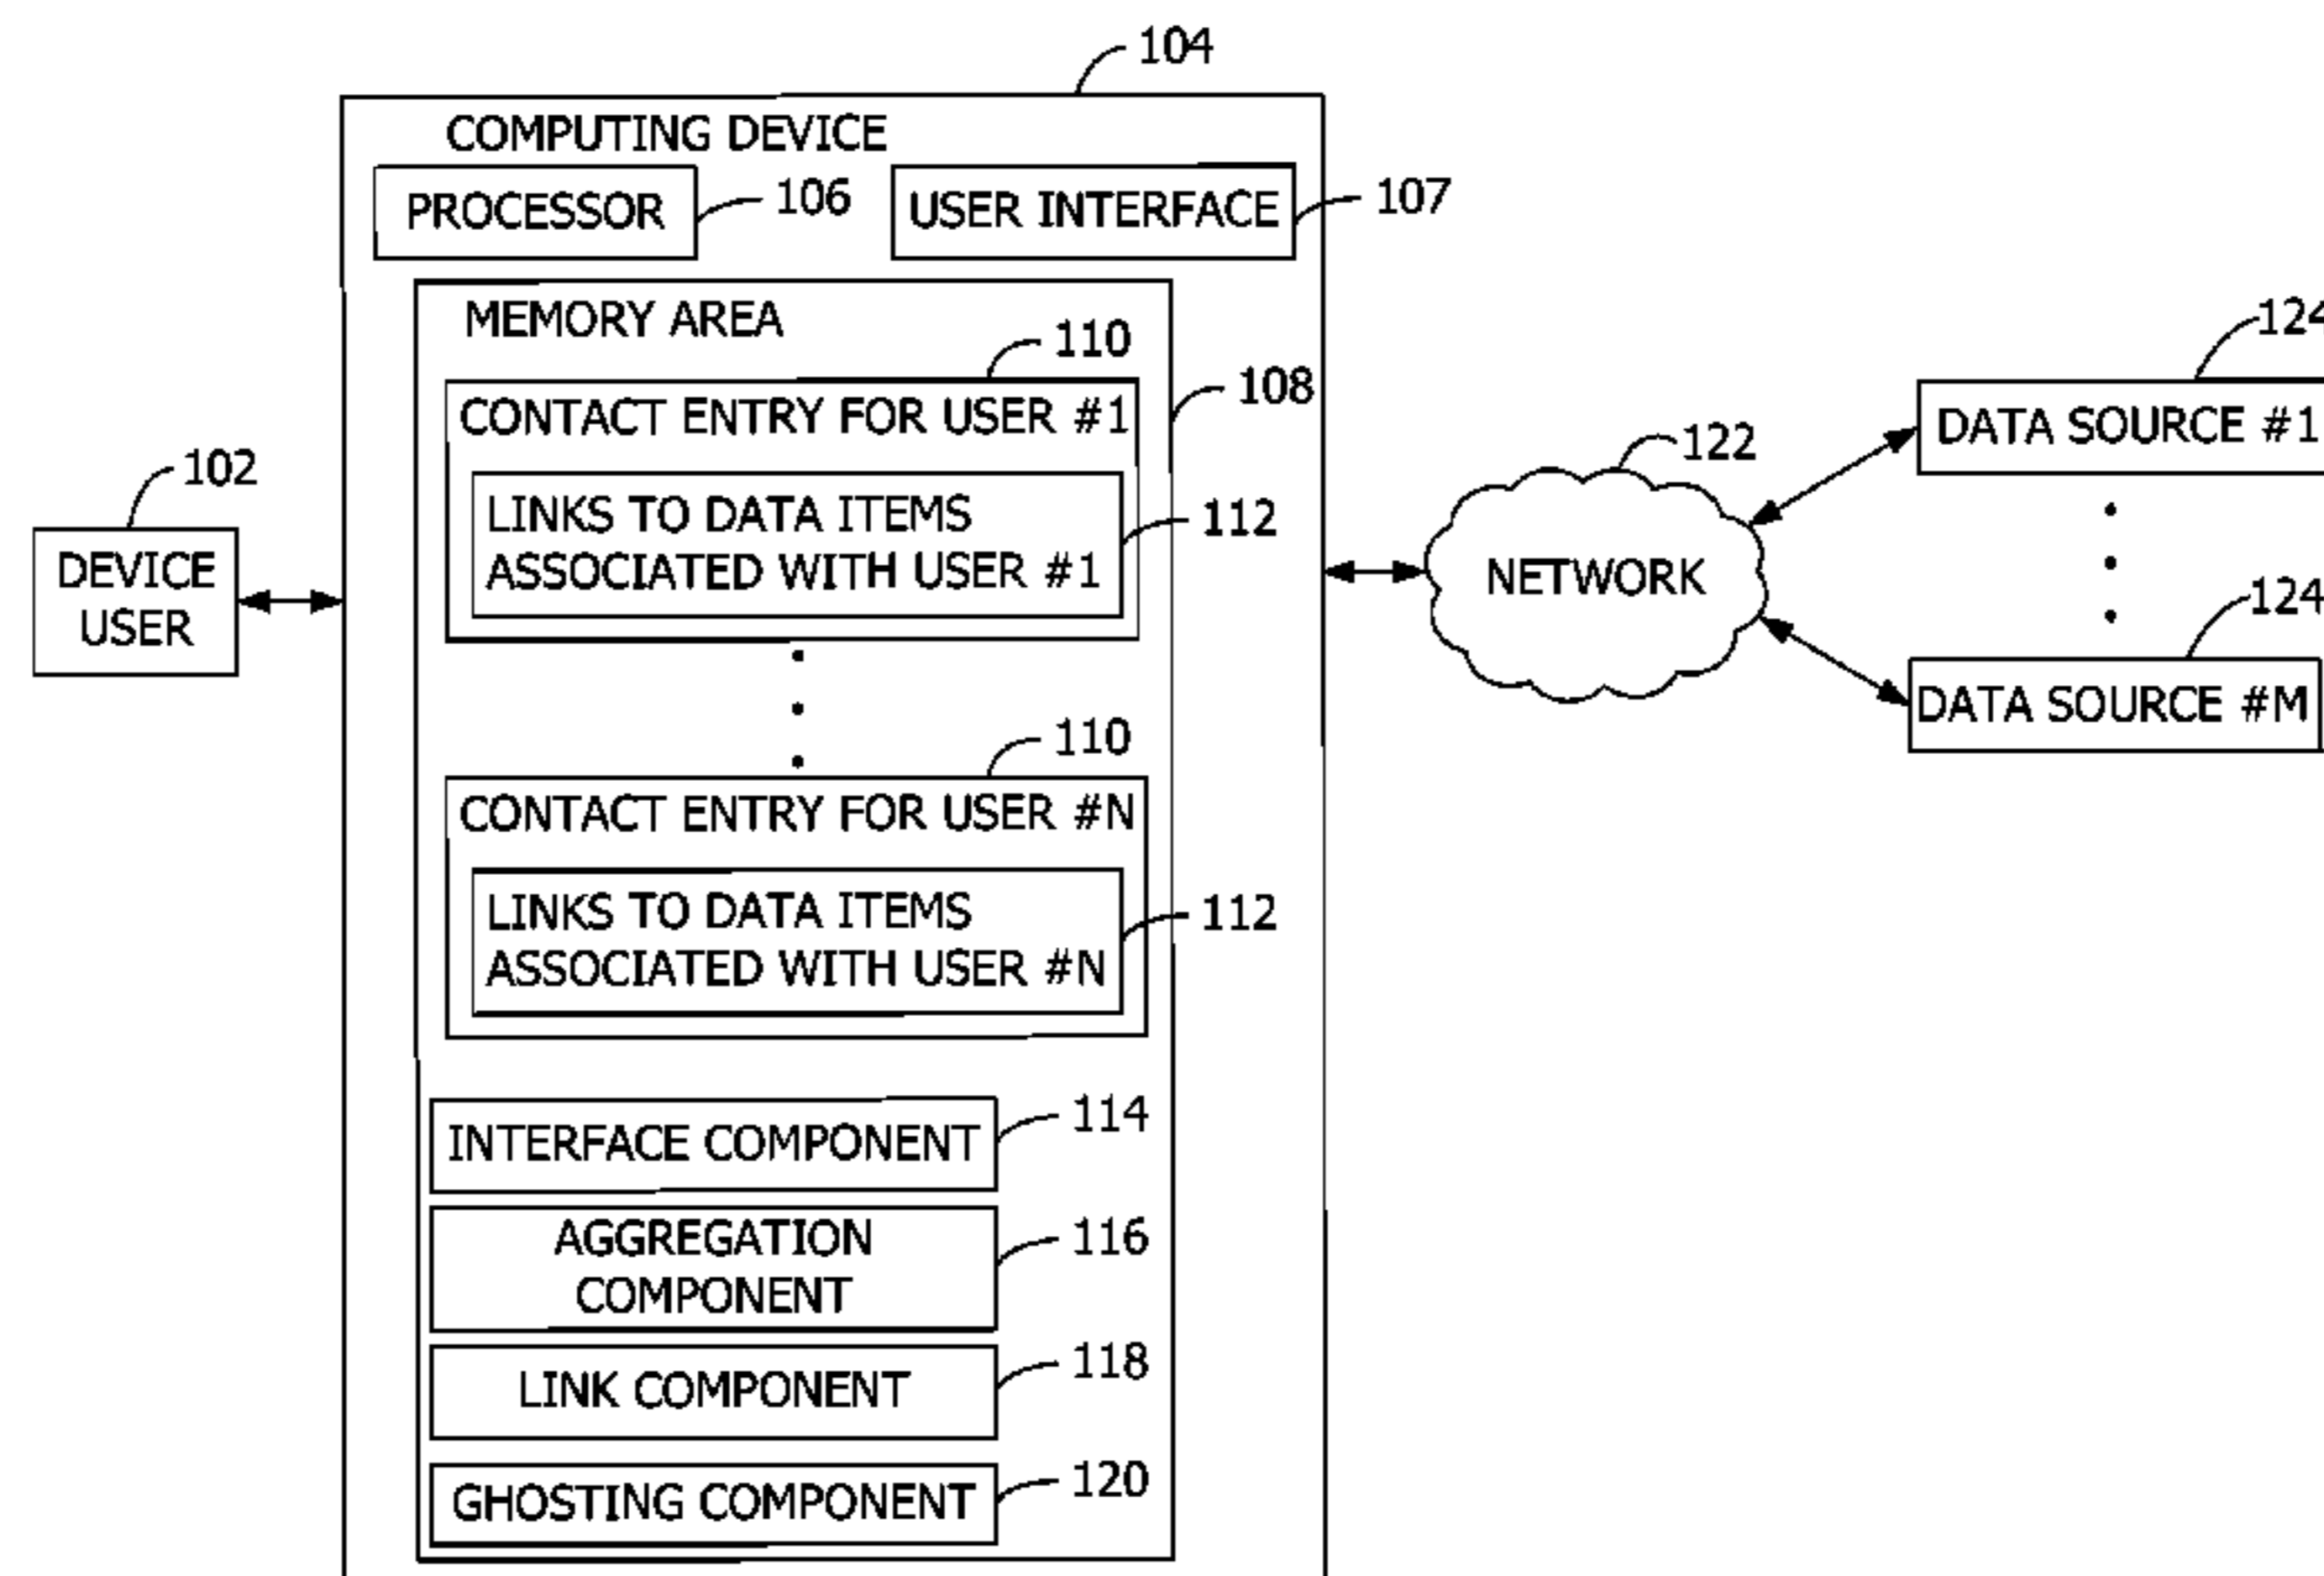 104
COMPUTING DEVICE
PROCESSOR
106
USER INTERFACE
107
MEMORY AREA
110
CONTACT ENTRY FOR USER #1
108
LINKS TO DATA ITEMS
ASSOCIATED WITH USER #1
112
102
DEVICE
USER
122
NETWORK
124
DATA SOURCE #1
124
DATA SOURCE #M
110
CONTACT ENTRY FOR USER #N
LINKS TO DATA ITEMS
ASSOCIATED WITH USER #N
112
INTERFACE COMPONENT
114
AGGREGATION
COMPONENT
116
LINK COMPONENT
118
GHOSTING COMPONENT
120